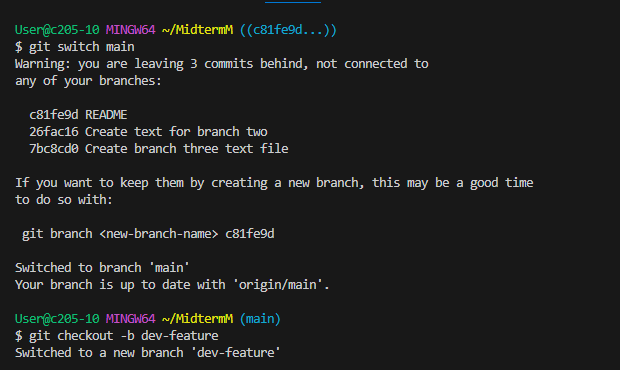 User@c205-10 MINGW64 ~/MidtermM ((c81fe9d...))
$ git switch main
Warning: you are leaving 3 commits behind, not connected to
any of your branches:
c81fe9d README
26fac16 Create text for branch two
7bc8cd0 Create branch three text file
If you want to keep them by creating a new branch, this may be a good time
to do so with:
git branch <new-branch-name> c81fe9d
Switched to branch 'main'
Your branch is up to date with 'origin/main'.
User@c205-10 MINGW64 ~/MidtermM (main)
$ git checkout -b dev-feature
Switched to a new branch 'dev-feature'